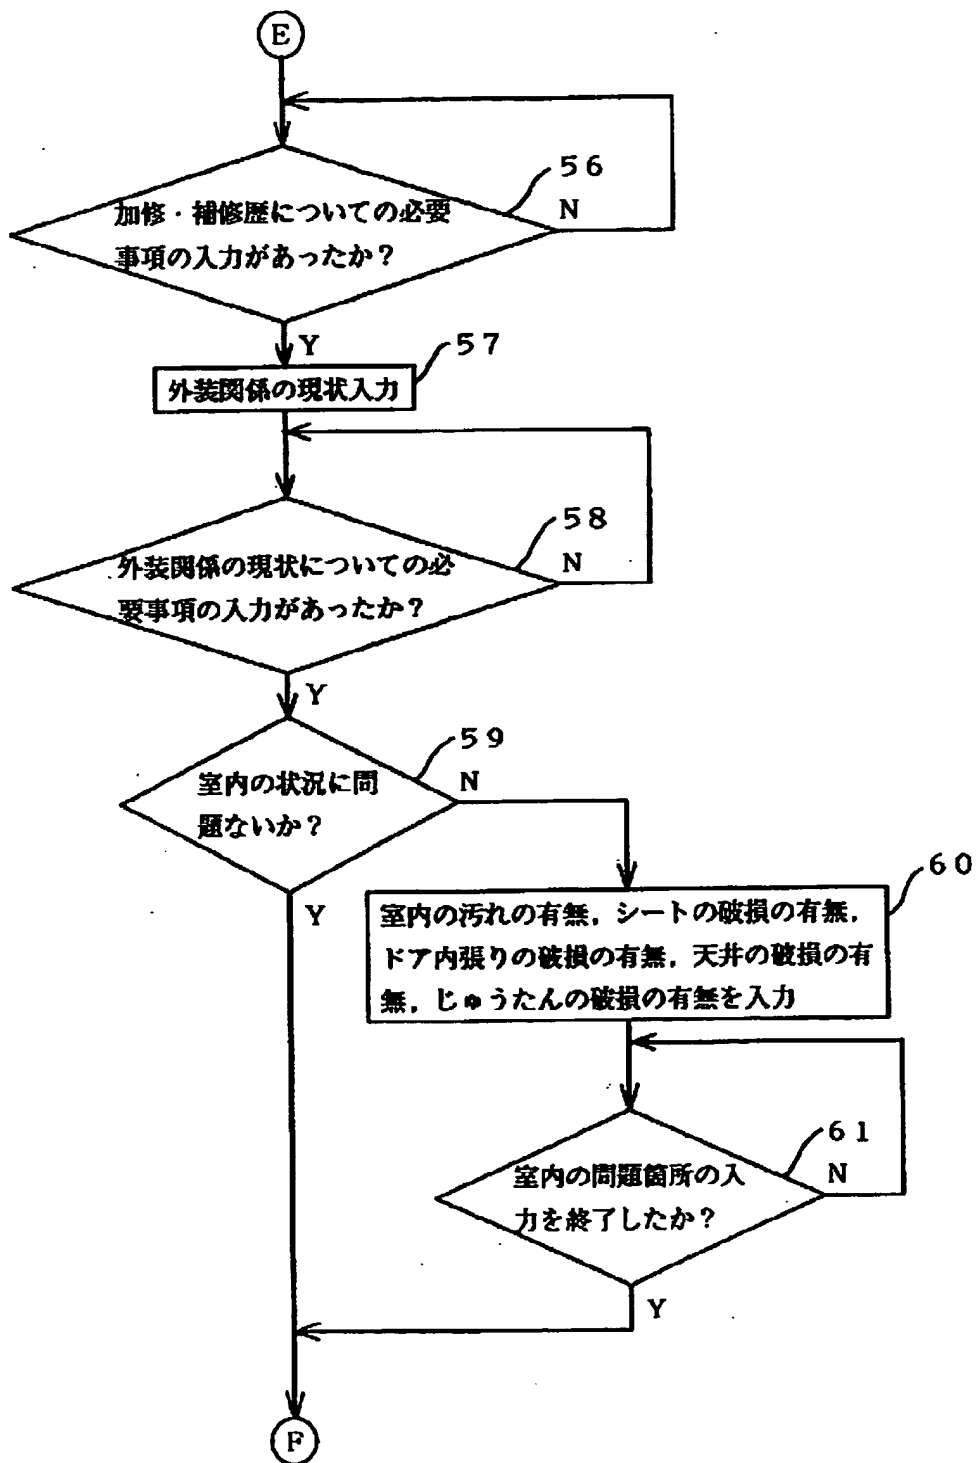 E
56
加修・補修歴についての必要
N
事項の入力があったか？
Y
57
外装関係の現状入力
58
外装関係の現状についての必
N
要事項の入力があったか？
Y
59
室内の状況に問
N
題ないか？
60
Y
室内の汚れの有無，シートの破損の有無，
ドア内張りの破損の有無，天井の破損の有
無，じゅうたんの破損の有無を入力
61
室内の問題箇所の入
N
力を終了したか？
Y
F